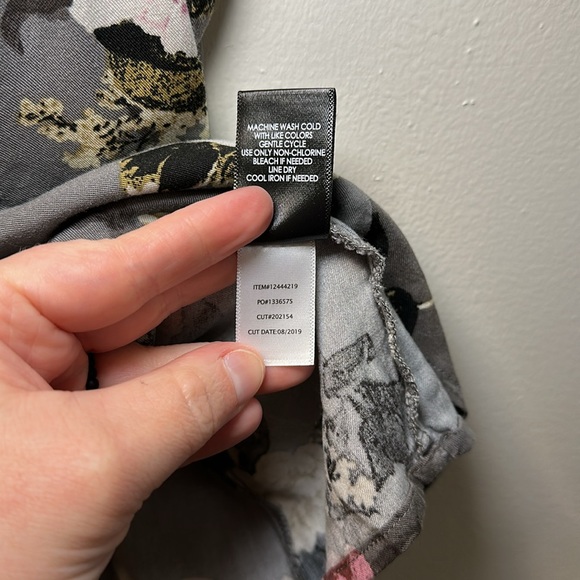 MACHINE WASH COLD
WITH LIKE COLORS
GENTLE CYCLE
USE ONLY NON-CHLORINE
BLEACH IF NEEDED
LINE DRY
COOL IRON IF NEEDED
ITEM#12444219
PO#1336575
CUT#202154
CUT DATE:08/2019